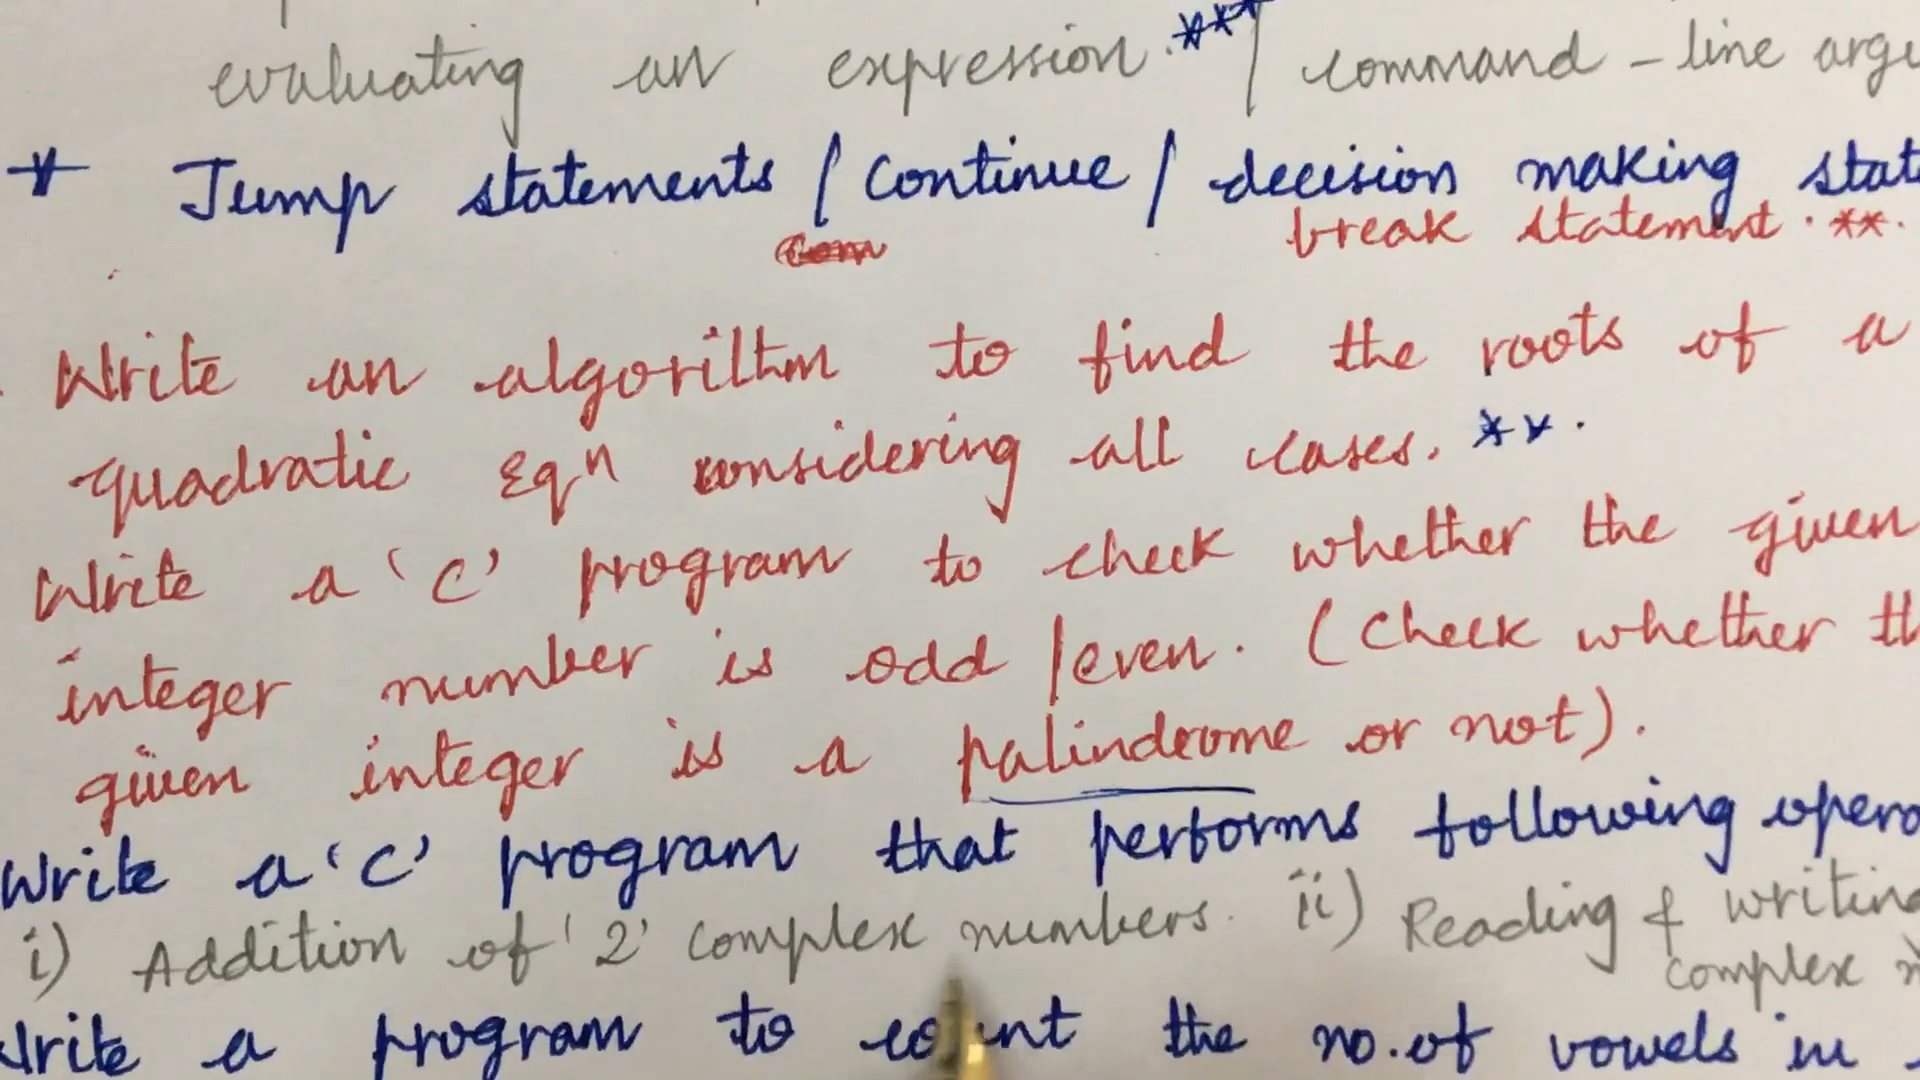 evaluating an expression.*** / command-line argu
* Jump statements / Continue / decision making stat
break statement. **.
Write an algorithm to find the roots of a
quadratic Eqⁿ considering all cases. **.
Write a 'C' program to check whether the given
integer number is odd/even. (Check whether th
given integer is a palindrome or not).
Write a 'C' program that performs following opera
i) Addition of '2' complex numbers. ii) Reading & writing
complex n
Write a program to count the no. of vowels in